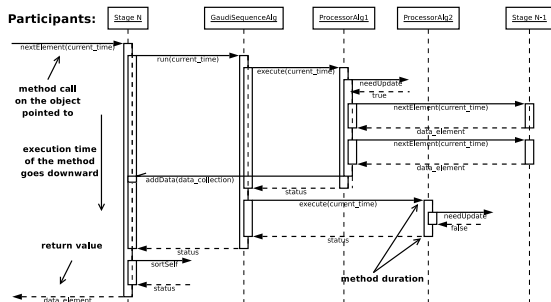 Participants:
Stage N
GaudiSequenceAlg
ProcessorAlg1
ProcessorAlg2
Stage N-1
nextElement(current_time)
run(current_time)
execute(current_time)
needUpdate
true
method call
on the object
pointed to
nextElement(current_time)
data_element
nextElement(current_time)
data_element
execution time
of the method
goes downward
addData(data_collection)
status
execute(current_time)
needUpdate
false
status
return value
status
sortSelf
method duration
status
data_element